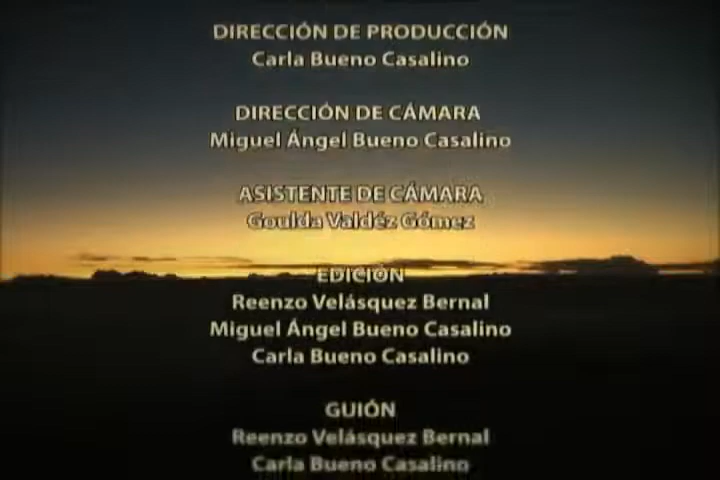 DIRECCIÓN DE PRODUCCIÓN
Carla Bueno Casalino
DIRECCIÓN DE CÁMARA
Miguel Ángel Bueno Casalino
ASISTENTE DE CÁMARA
Goulda Valdéz Gómez
EDICIÓN
Reenzo Velásquez Bernal
Miguel Ángel Bueno Casalino
Carla Bueno Casalino
GUIÓN
Reenzo Velásquez Bernal
Carla Bueno Casalino